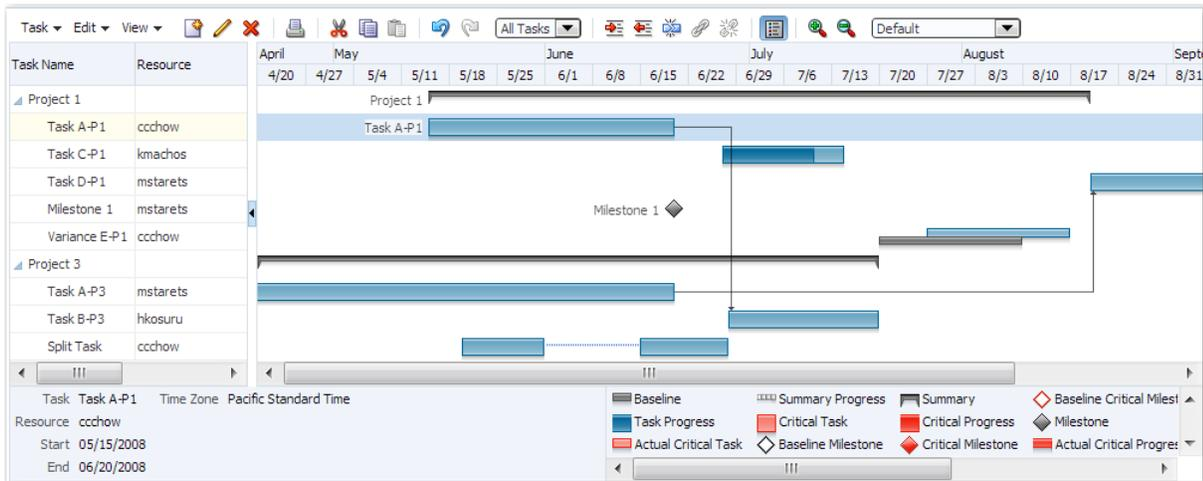 Task Edit View All Tasks Default
Task Name Resource April May June July August Septe
4/20 4/27 5/4 5/11 5/18 5/25 6/1 6/8 6/15 6/22 6/29 7/6 7/13 7/20 7/27 8/3 8/10 8/17 8/24 8/31
Project 1 Project 1
Task A-P1 ccchow Task A-P1
Task C-P1 kmachos
Task D-P1 mstarets
Milestone 1 mstarets Milestone 1
Variance E-P1 ccchow
Project 3
Task A-P3 mstarets
Task B-P3 hkosuru
Split Task ccchow
Task Task A-P1 Time Zone Pacific Standard Time
Resource ccchow
Start 05/15/2008
End 06/20/2008
Baseline Summary Progress Summary Baseline Critical Milest
Task Progress Critical Task Critical Progress Milestone
Actual Critical Task Baseline Milestone Critical Milestone Actual Critical Progres